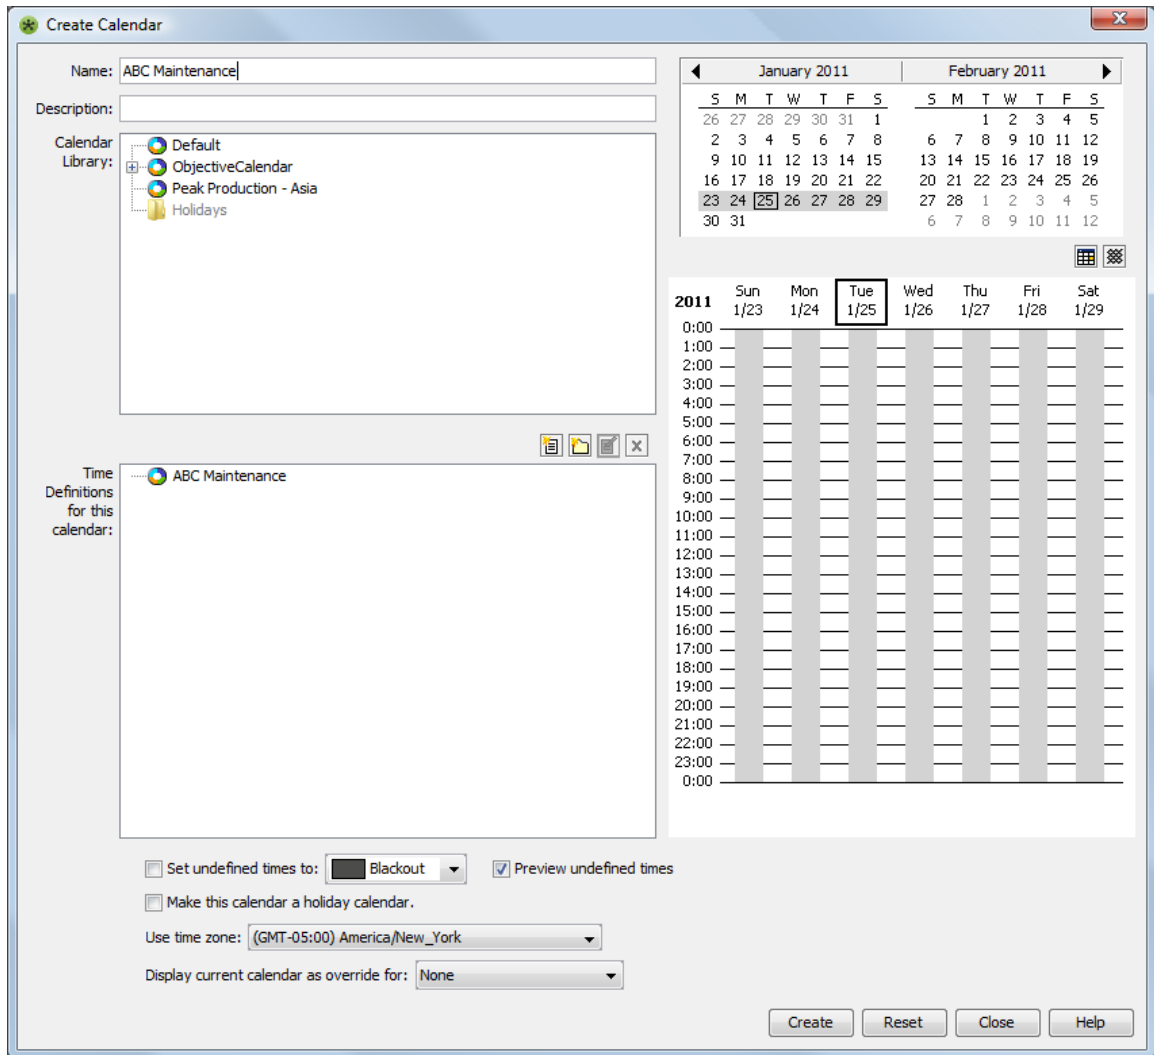 Create Calendar
Name: ABC Maintenance
Description:
Calendar Library:
Default
ObjectiveCalendar
Peak Production - Asia
Holidays
Time Definitions for this calendar:
ABC Maintenance
Set undefined times to: Blackout Preview undefined times
Make this calendar a holiday calendar.
Use time zone: (GMT-05:00) America/New_York
Display current calendar as override for: None
January 2011 February 2011
S M T W T F S S M T W T F S
26 27 28 29 30 31 1 1 2 3 4 5
2 3 4 5 6 7 8 6 7 8 9 10 11 12
9 10 11 12 13 14 15 13 14 15 16 17 18 19
16 17 18 19 20 21 22 20 21 22 23 24 25 26
23 24 25 26 27 28 29 27 28 1 2 3 4 5
30 31 6 7 8 9 10 11 12
2011 Sun Mon Tue Wed Thu Fri Sat
1/23 1/24 1/25 1/26 1/27 1/28 1/29
0:00
1:00
2:00
3:00
4:00
5:00
6:00
7:00
8:00
9:00
10:00
11:00
12:00
13:00
14:00
15:00
16:00
17:00
18:00
19:00
20:00
21:00
22:00
23:00
0:00
Create Reset Close Help